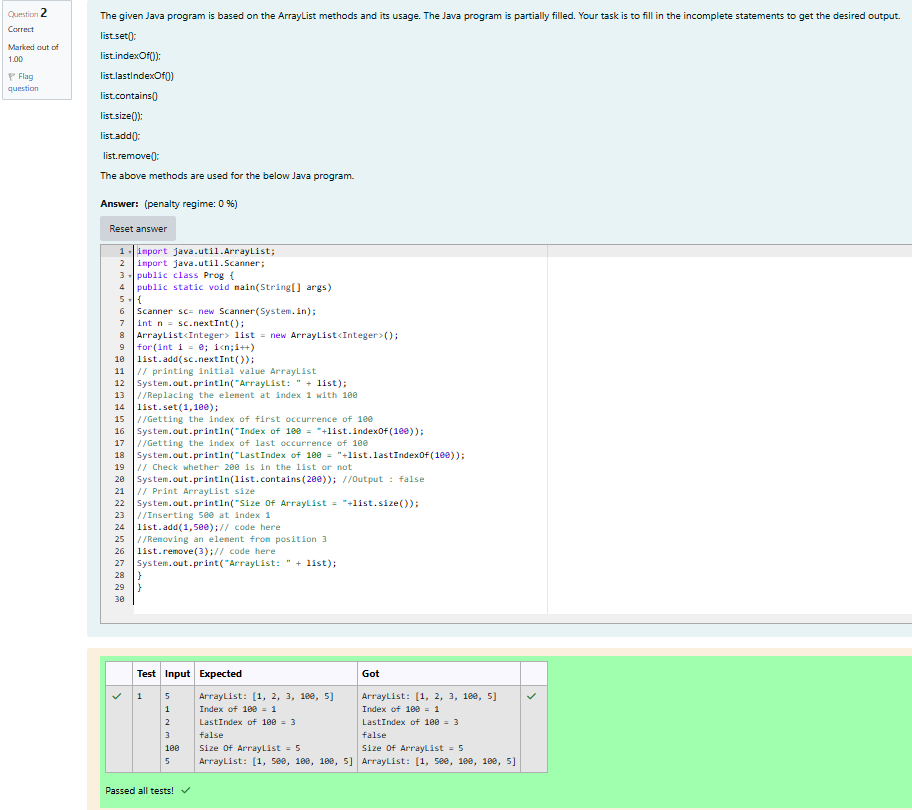 Question 2
Correct
Marked out of
1.00
Flag
question
The given Java program is based on the ArrayList methods and its usage. The Java program is partially filled. Your task is to fill in the incomplete statements to get the desired output.
list.set();
list.indexOf());
list.lastIndexOf())
list.contains()
list.size());
list.add();
list.remove();
The above methods are used for the below Java program.
Answer: (penalty regime: 0 %)
Reset answer
1 import java.util.ArrayList;
2 import java.util.Scanner;
3 public class Prog {
4 public static void main(String[] args)
5 {
6 Scanner sc= new Scanner(System.in);
7 int n = sc.nextInt();
8 ArrayList<Integer> list = new ArrayList<Integer>();
9 for(int i = 0; i<n;i++)
10 list.add(sc.nextInt());
11 // printing initial value ArrayList
12 System.out.println("ArrayList: " + list);
13 //Replacing the element at index 1 with 100
14 list.set(1,100);
15 //Getting the index of first occurrence of 100
16 System.out.println("Index of 100 = "+list.indexOf(100));
17 //Getting the index of last occurrence of 100
18 System.out.println("LastIndex of 100 = "+list.lastIndexOf(100));
19 // Check whether 200 is in the list or not
20 System.out.println(list.contains(200)); //Output : false
21 // Print ArrayList size
22 System.out.println("Size Of ArrayList = "+list.size());
23 //Inserting 500 at index 1
24 list.add(1,500);// code here
25 //Removing an element from position 3
26 list.remove(3);// code here
27 System.out.print("ArrayList: " + list);
28 }
29 }
30
Test Input Expected Got
1 5 ArrayList: [1, 2, 3, 100, 5] ArrayList: [1, 2, 3, 100, 5]
1 Index of 100 = 1 Index of 100 = 1
2 LastIndex of 100 = 3 LastIndex of 100 = 3
3 false false
100 Size Of ArrayList = 5 Size Of ArrayList = 5
5 ArrayList: [1, 500, 100, 100, 5] ArrayList: [1, 500, 100, 100, 5]
Passed all tests!